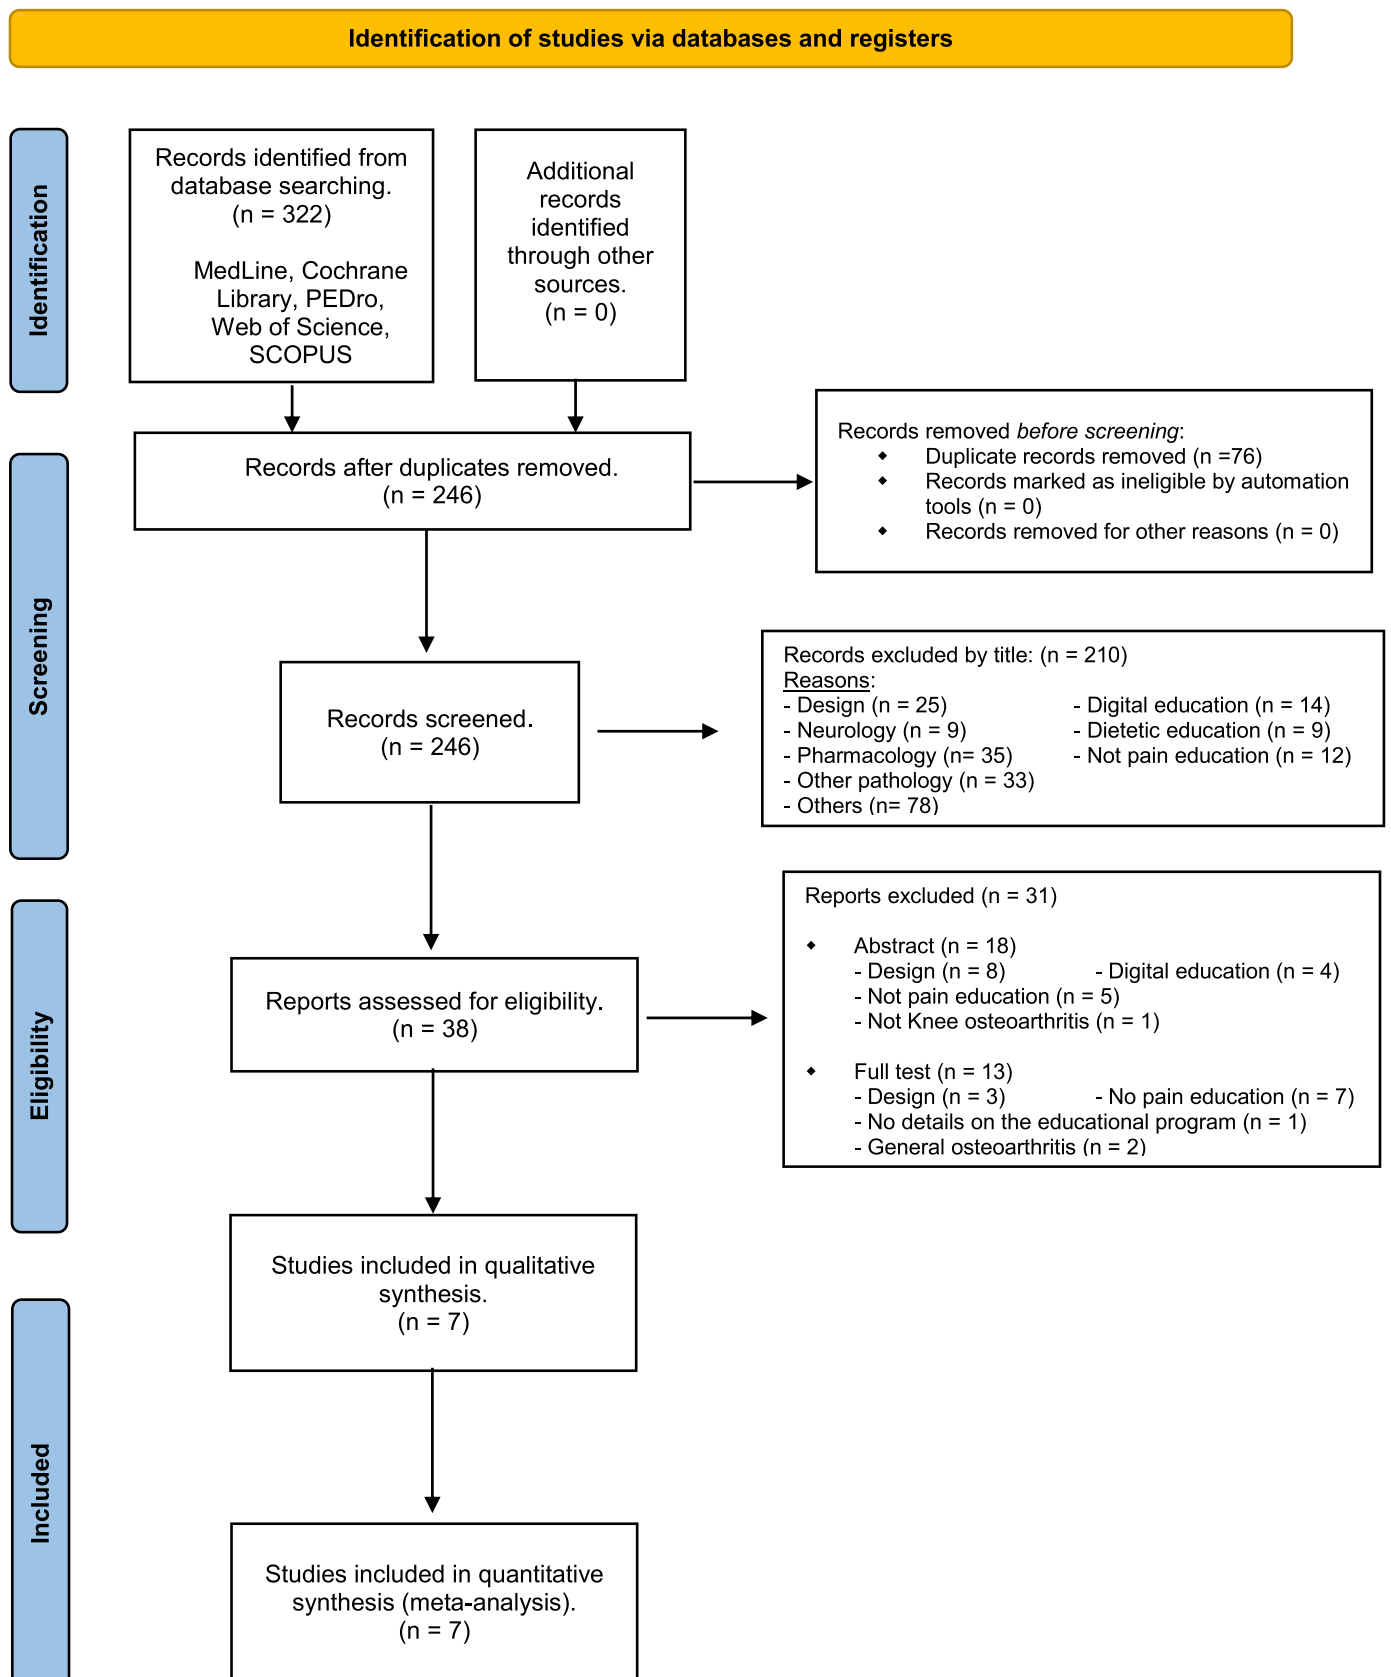 Identification of studies via databases and registers
Identification
Records identified from
database searching.
(n = 322)
MedLine, Cochrane
Library, PEDro,
Web of Science,
SCOPUS
Additional
records
identified
through other
sources.
(n = 0)
Records after duplicates removed.
(n = 246)
Records removed before screening:
◆ Duplicate records removed (n =76)
◆ Records marked as ineligible by automation
tools (n = 0)
◆ Records removed for other reasons (n = 0)
Screening
Records screened.
(n = 246)
Records excluded by title: (n = 210)
Reasons:
- Design (n = 25) - Digital education (n = 14)
- Neurology (n = 9) - Dietetic education (n = 9)
- Pharmacology (n= 35) - Not pain education (n = 12)
- Other pathology (n = 33)
- Others (n= 78)
Eligibility
Reports assessed for eligibility.
(n = 38)
Reports excluded (n = 31)
◆ Abstract (n = 18)
- Design (n = 8) - Digital education (n = 4)
- Not pain education (n = 5)
- Not Knee osteoarthritis (n = 1)
◆ Full test (n = 13)
- Design (n = 3) - No pain education (n = 7)
- No details on the educational program (n = 1)
- General osteoarthritis (n = 2)
Studies included in qualitative
synthesis.
(n = 7)
Included
Studies included in quantitative
synthesis (meta-analysis).
(n = 7)